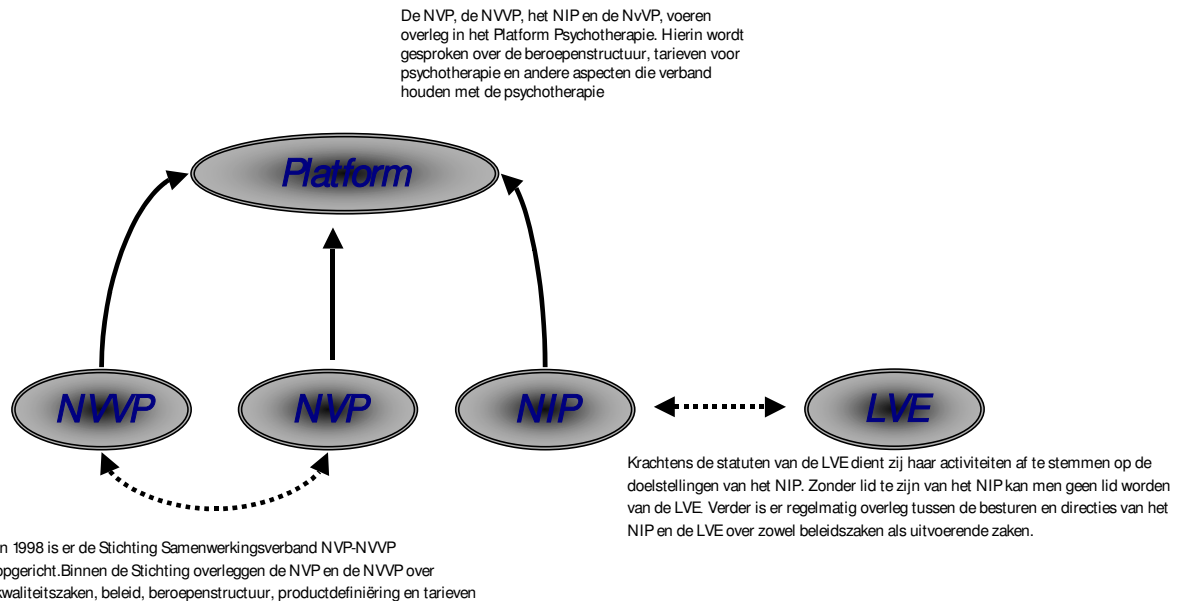 De NVP, de NVVP, het NIP en de NvVP, voeren
overleg in het Platform Psychotherapie. Hierin wordt
gesproken over de beroepenstructuur, tarieven voor
psychotherapie en andere aspecten die verband
houden met de psychotherapie
Platform
NVVP
NVP
NIP
LVE
Krachtens de statuten van de LVE dient zij haar activiteiten af te stemmen op de
doelstellingen van het NIP. Zonder lid te zijn van het NIP kan men geen lid worden
van de LVE. Verder is er regelmatig overleg tussen de besturen en directies van het
NIP en de LVE over zowel beleidszaken als uitvoerende zaken.
n 1998 is er de Stichting Samenwerkingsverband NVP-NVVP
opgericht.Binnen de Stichting overleggen de NVP en de NVVP over
kwaliteitszaken, beleid, beroepenstructuur, productdefiniëring en tarieven